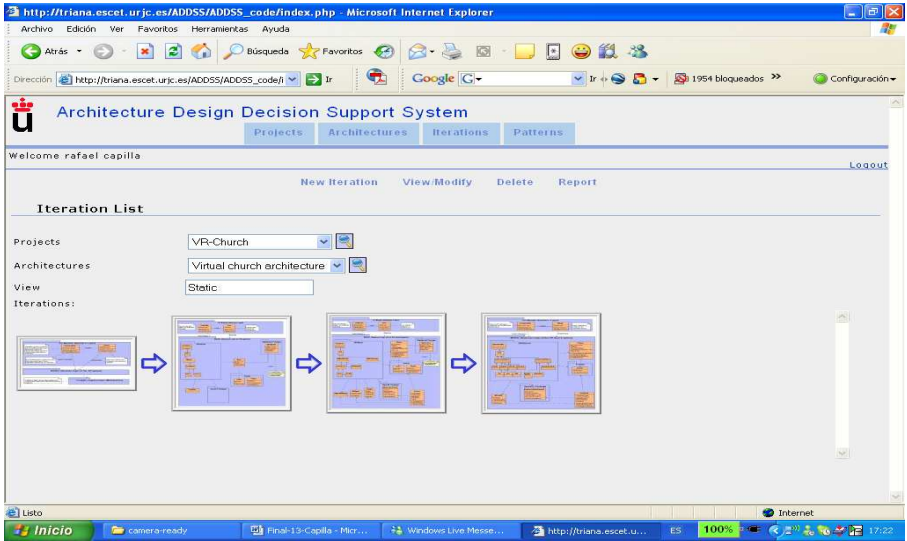 http://triana.escet.urjc.es/ADDSS/ADDSS_code/index.php - Microsoft Internet Explorer
Archivo Edición Ver Favoritos Herramientas Ayuda
Atrás Búsqueda Favoritos
Dirección http://triana.escet.urjc.es/ADDSS/ADDSS_code/i Ir Google G Ir 1954 bloqueados » Configuración
Architecture Design Decision Support System
Projects Architectures Iterations Patterns
Welcome rafael capilla
Logout
New Iteration View/Modify Delete Report
Iteration List
Projects VR-Church
Architectures Virtual church architecture
View Static
Iterations:
Listo Internet
Inicio camera-ready Final-13-Capilla - Micr... Windows Live Messe... http://triana.escet.u... ES 100% 17:22